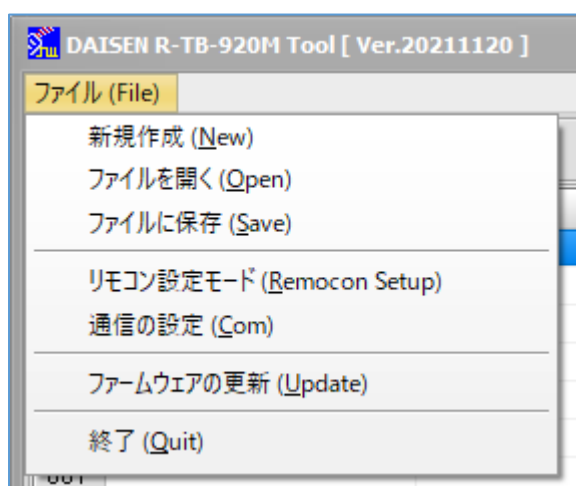 DAISEN R-TB-920M Tool [ Ver.20211120 ]
ファイル (File)
新規作成 (New)
ファイルを開く (Open)
ファイルに保存 (Save)
リモコン設定モード (Remocon Setup)
通信の設定 (Com)
ファームウェアの更新 (Update)
終了 (Quit)